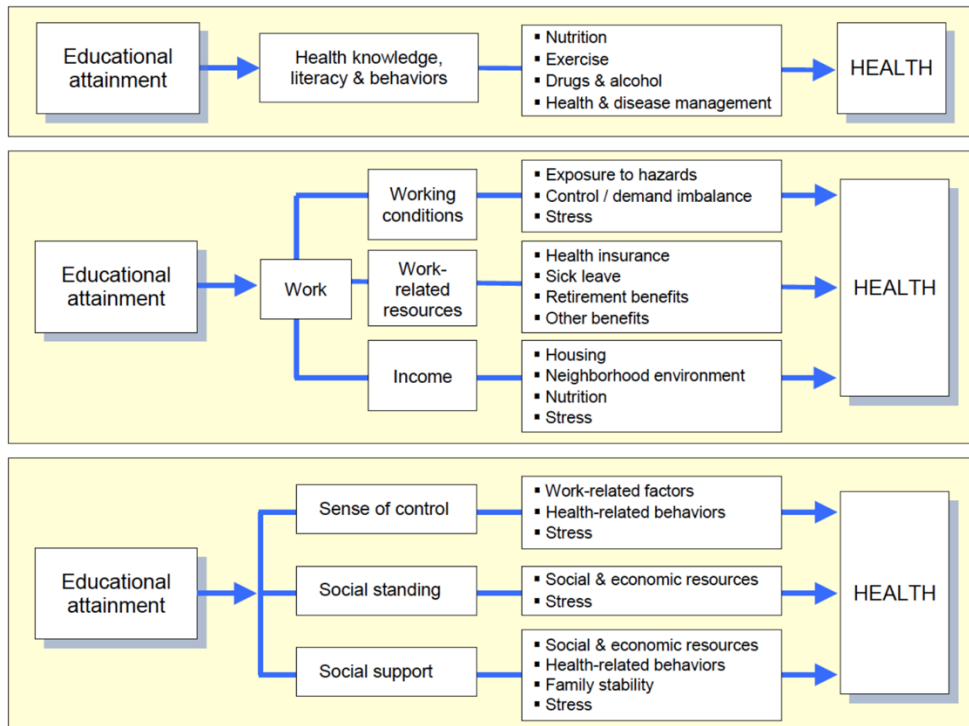 Educational
attainment
Health knowledge,
literacy & behaviors
▪ Nutrition
▪ Exercise
▪ Drugs & alcohol
▪ Health & disease management
HEALTH
Educational
attainment
Work
Working
conditions
▪ Exposure to hazards
▪ Control / demand imbalance
▪ Stress
Work-
related
resources
▪ Health insurance
▪ Sick leave
▪ Retirement benefits
▪ Other benefits
Income
▪ Housing
▪ Neighborhood environment
▪ Nutrition
▪ Stress
HEALTH
Educational
attainment
Sense of control
▪ Work-related factors
▪ Health-related behaviors
▪ Stress
Social standing
▪ Social & economic resources
▪ Stress
Social support
▪ Social & economic resources
▪ Health-related behaviors
▪ Family stability
▪ Stress
HEALTH